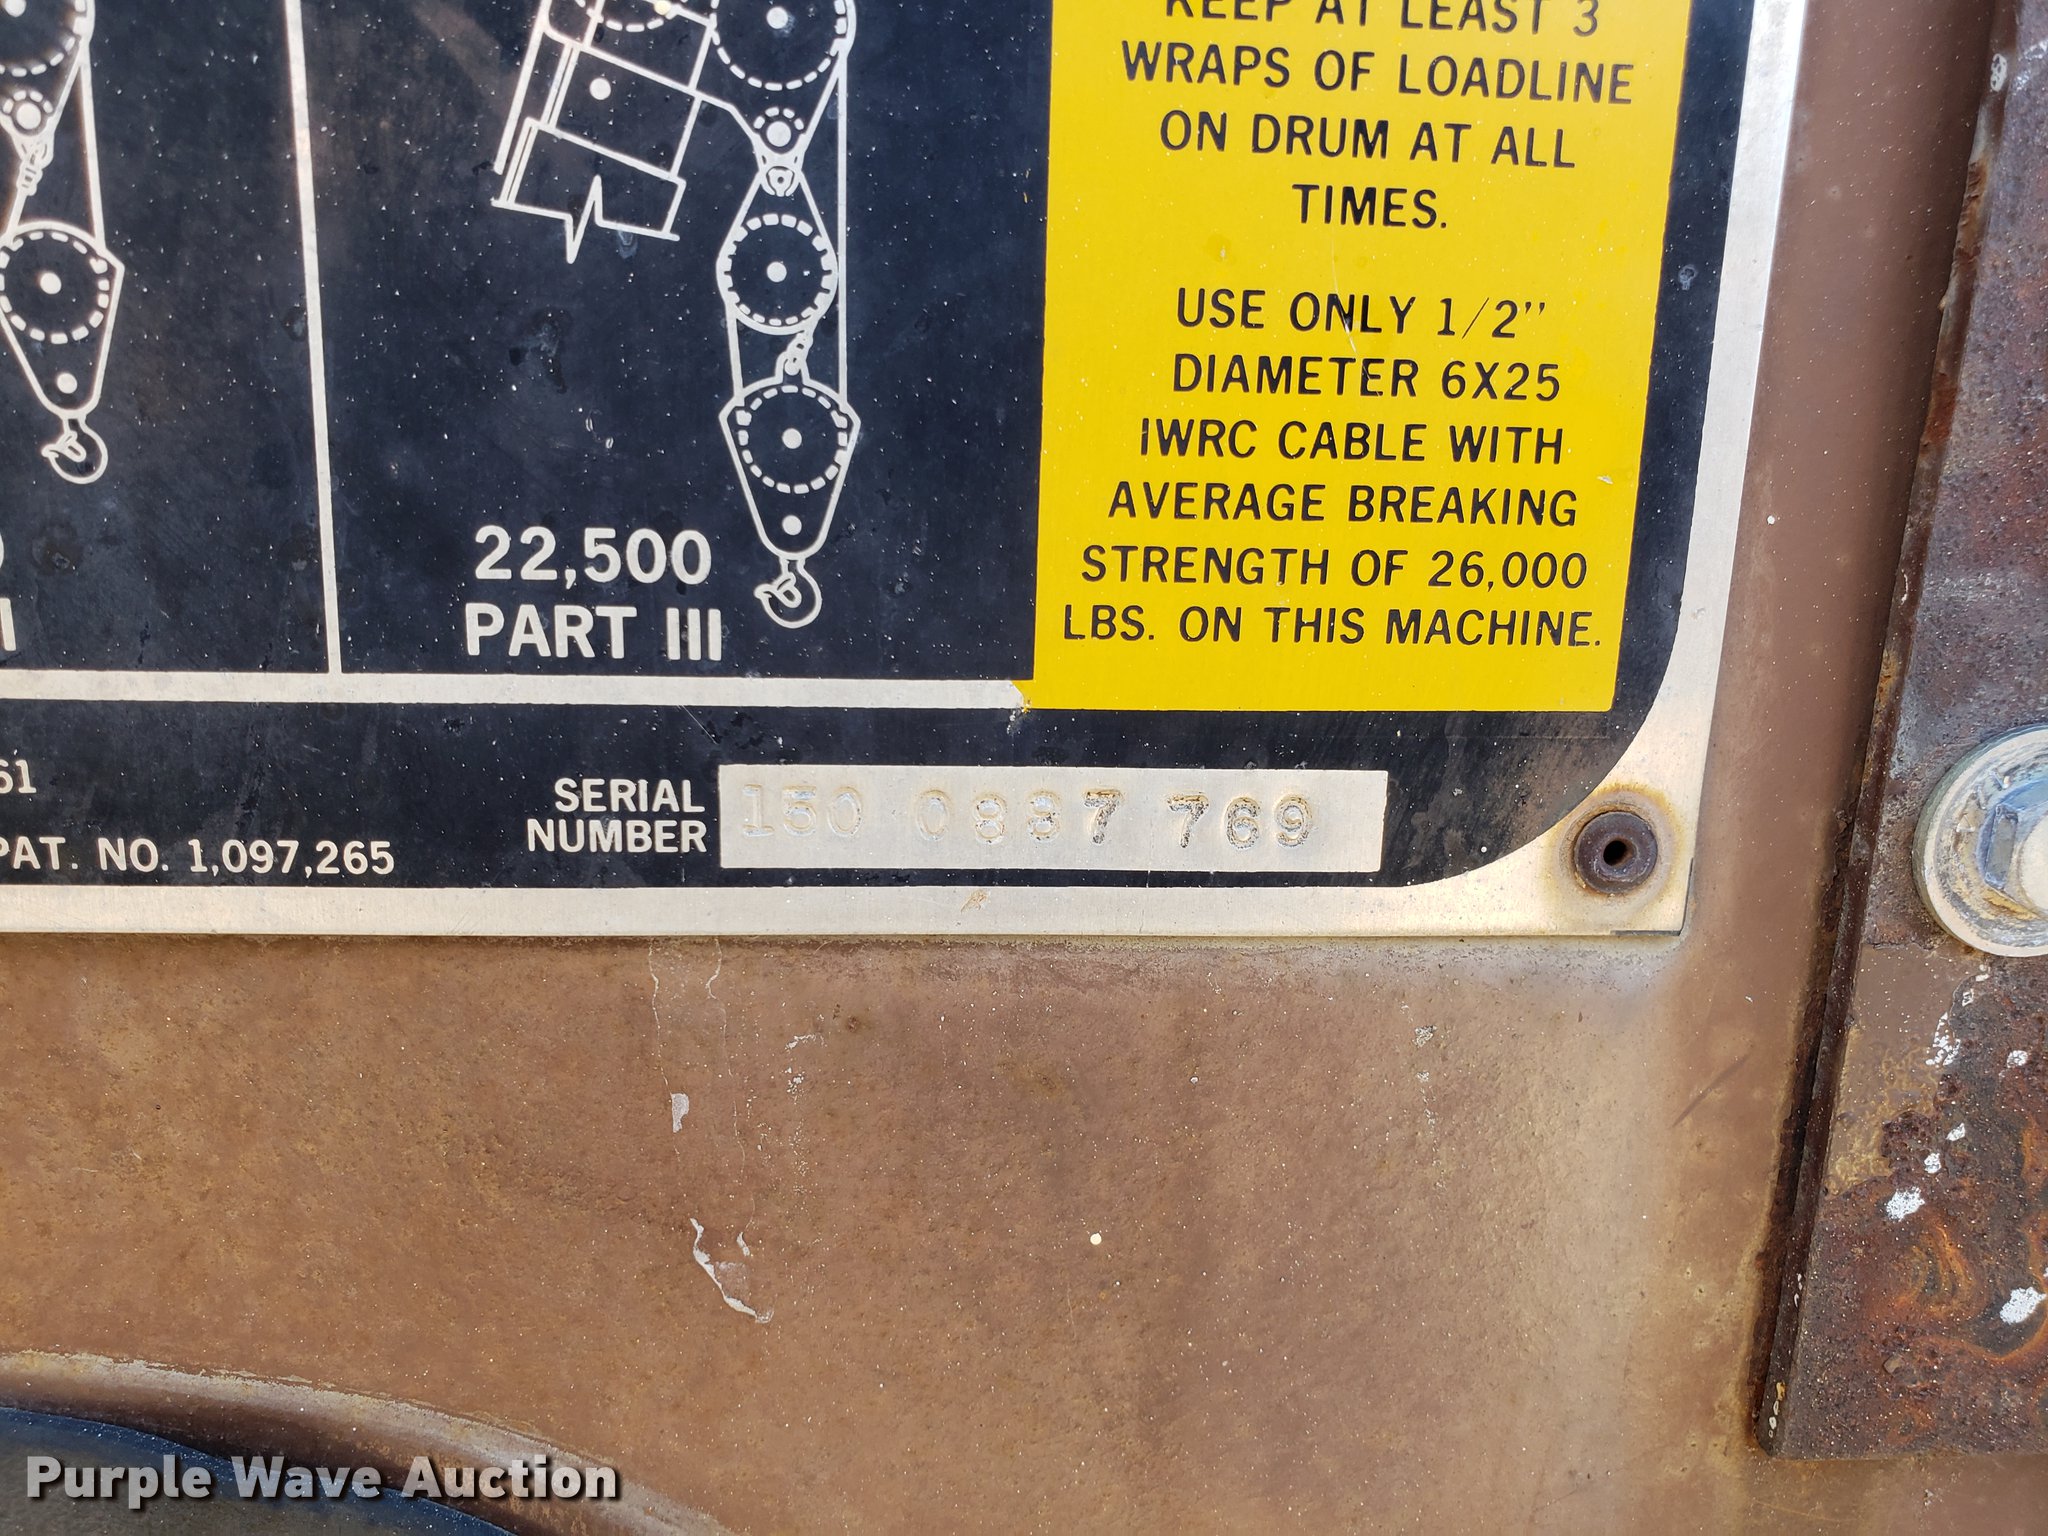 KEEP AT LEAST 3
WRAPS OF LOADLINE
ON DRUM AT ALL
TIMES.
USE ONLY 1/2"
DIAMETER 6X25
IWRC CABLE WITH
AVERAGE BREAKING
STRENGTH OF 26,000
LBS. ON THIS MACHINE.
22,500
PART III
61
PAT. NO. 1,097,265
SERIAL
NUMBER
150 0887 769
Purple Wave Auction